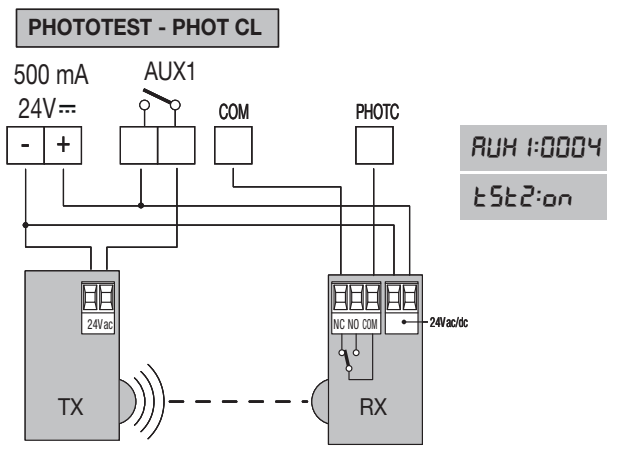 PHOTOTEST - PHOT CL
500 mA
24V⎓
AUX1
COM
PHOTC
- +
AUX 1:0004
tSt2:on
24Vac
NC NO COM
24Vac/dc
TX
RX